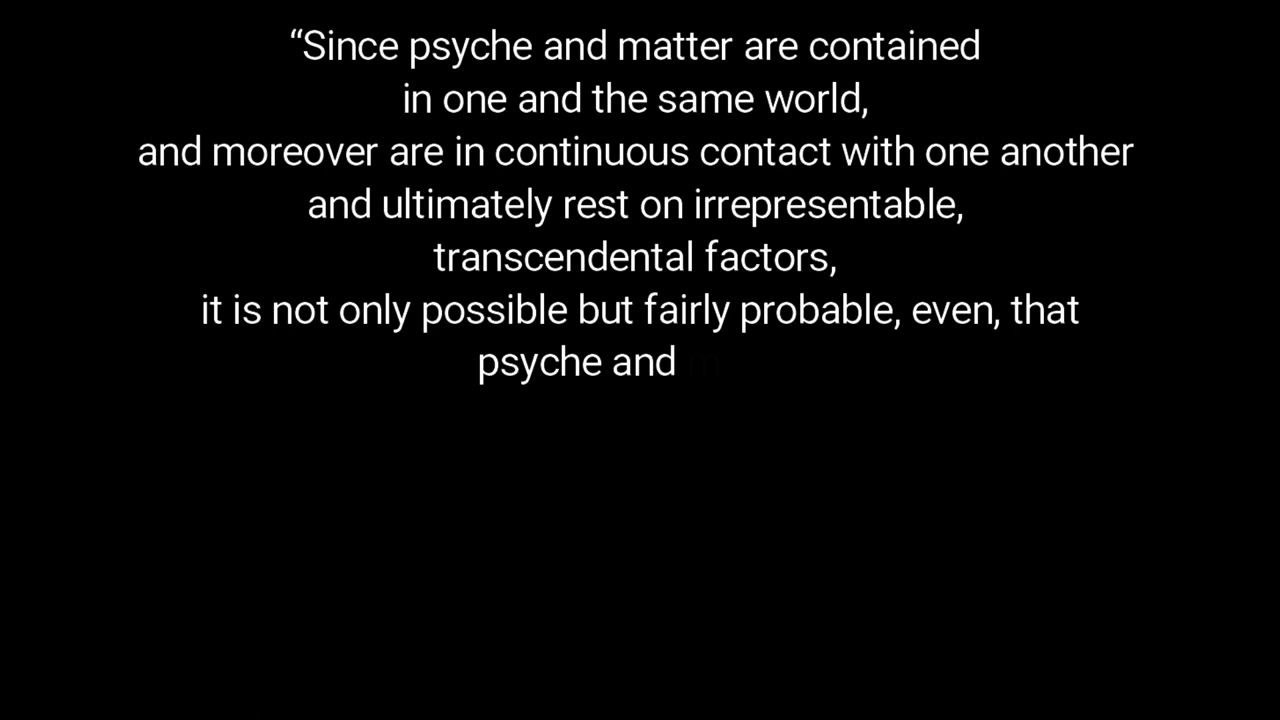 “Since psyche and matter are contained
in one and the same world,
and moreover are in continuous contact with one another
and ultimately rest on irrepresentable,
transcendental factors,
it is not only possible but fairly probable, even, that
psyche and m